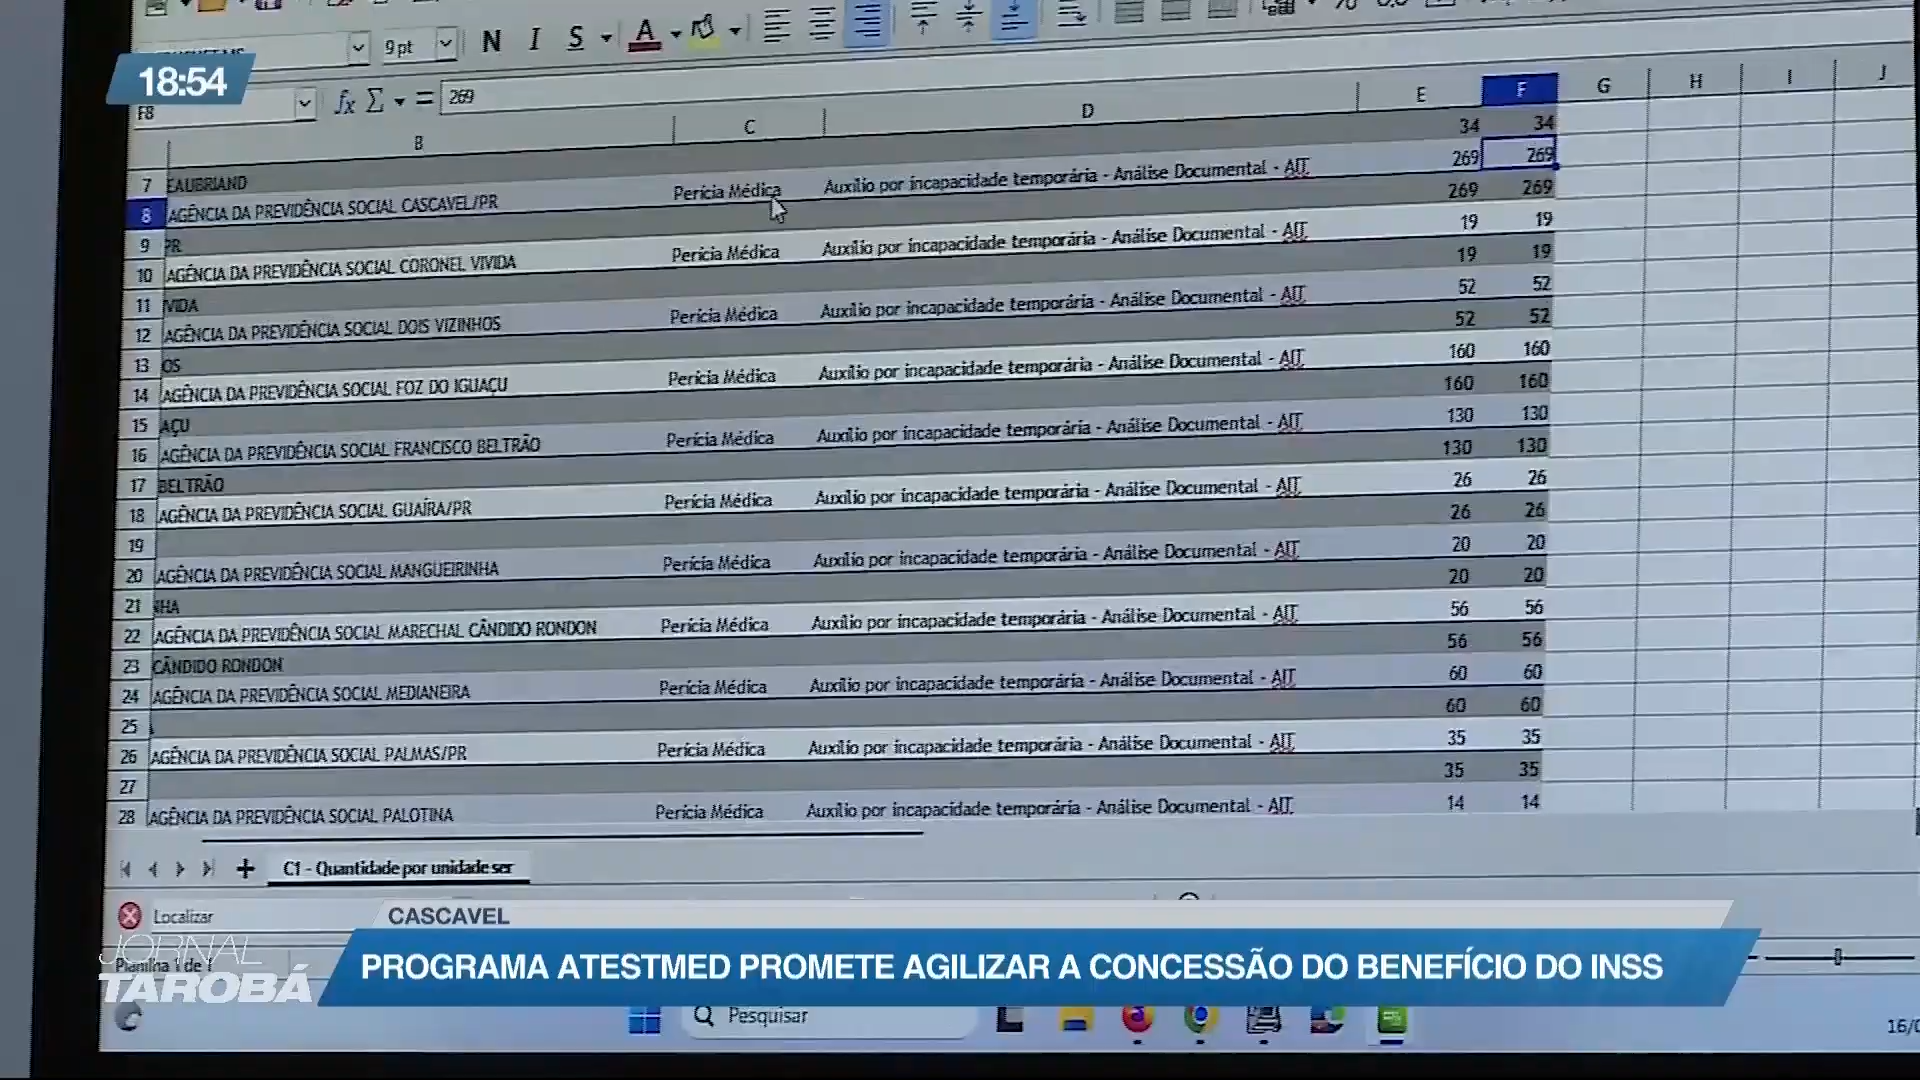 9pt N I S A
18:54
F8 fx Σ = 269
B C D E F G H I J
34 34
7 EAUBRIAND
8 AGÊNCIA DA PREVIDÊNCIA SOCIAL CASCAVEL/PR Perícia Médica Auxílio por incapacidade temporária - Análise Documental - AIT 269 269
9 PR 269 269
10 AGÊNCIA DA PREVIDÊNCIA SOCIAL CORONEL VIVIDA Perícia Médica Auxílio por incapacidade temporária - Análise Documental - AIT 19 19
11 VIDA 19 19
12 AGÊNCIA DA PREVIDÊNCIA SOCIAL DOIS VIZINHOS Perícia Médica Auxílio por incapacidade temporária - Análise Documental - AIT 52 52
13 OS 52 52
14 AGÊNCIA DA PREVIDÊNCIA SOCIAL FOZ DO IGUAÇU Perícia Médica Auxílio por incapacidade temporária - Análise Documental - AIT 160 160
15 AÇU 160 160
16 AGÊNCIA DA PREVIDÊNCIA SOCIAL FRANCISCO BELTRÃO Perícia Médica Auxílio por incapacidade temporária - Análise Documental - AIT 130 130
17 BELTRÃO 130 130
18 AGÊNCIA DA PREVIDÊNCIA SOCIAL GUAÍRA/PR Perícia Médica Auxílio por incapacidade temporária - Análise Documental - AIT 26 26
19 26 26
20 AGÊNCIA DA PREVIDÊNCIA SOCIAL MANGUEIRINHA Perícia Médica Auxílio por incapacidade temporária - Análise Documental - AIT 20 20
21 NHA 20 20
22 AGÊNCIA DA PREVIDÊNCIA SOCIAL MARECHAL CÂNDIDO RONDON Perícia Médica Auxílio por incapacidade temporária - Análise Documental - AIT 56 56
23 CÂNDIDO RONDON 56 56
24 AGÊNCIA DA PREVIDÊNCIA SOCIAL MEDIANEIRA Perícia Médica Auxílio por incapacidade temporária - Análise Documental - AIT 60 60
25 60 60
26 AGÊNCIA DA PREVIDÊNCIA SOCIAL PALMAS/PR Perícia Médica Auxílio por incapacidade temporária - Análise Documental - AIT 35 35
27 35 35
28 AGÊNCIA DA PREVIDÊNCIA SOCIAL PALOTINA Perícia Médica Auxílio por incapacidade temporária - Análise Documental - AIT 14 14
C1 - Quantidade por unidade ser
Localizar
CASCAVEL
JORNAL
TAROBÁ
Planilha 1 de 1
PROGRAMA ATESTMED PROMETE AGILIZAR A CONCESSÃO DO BENEFÍCIO DO INSS
Pesquisar
16/0